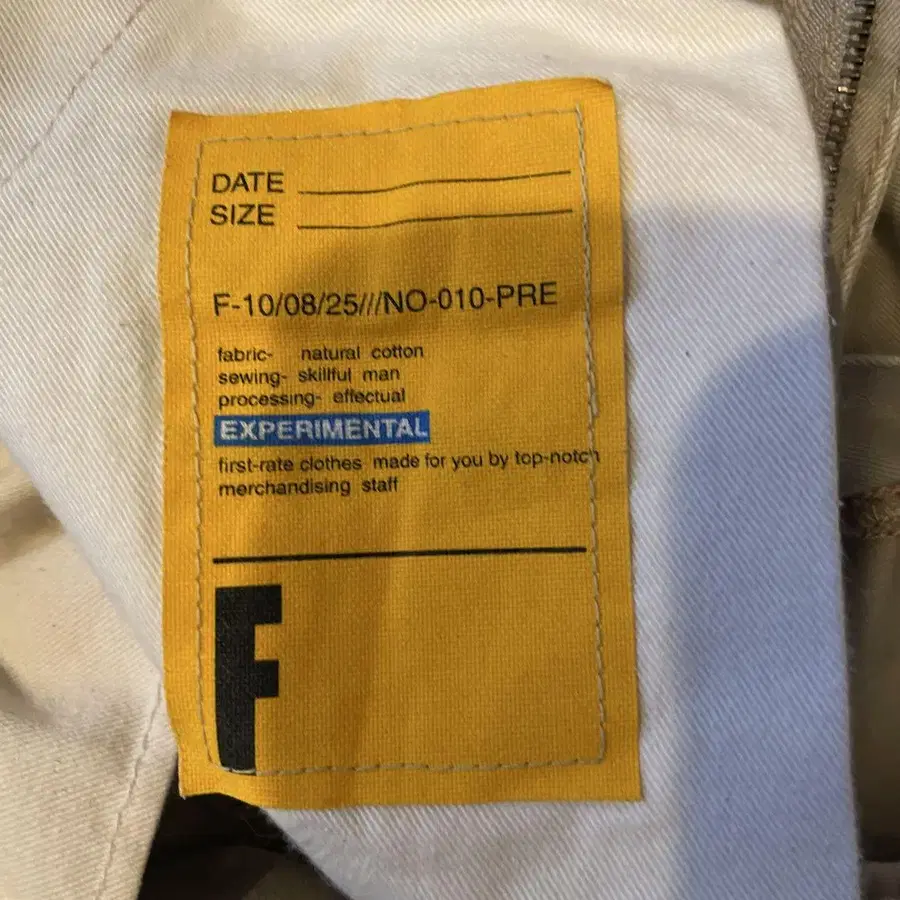 DATE
SIZE
F-10/08/25///NO-010-PRE
fabric- natural cotton
sewing- skillful man
processing- effectual
EXPERIMENTAL
first-rate clothes made for you by top-notch
merchandising staff
F